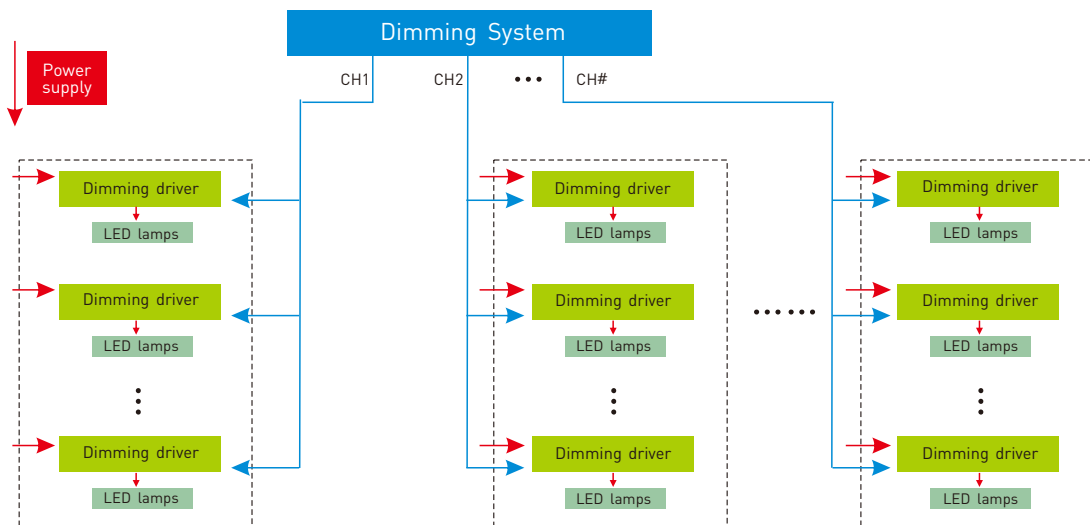 Dimming System
CH1
CH2
CH#
Power
supply
Dimming driver
LED lamps
Dimming driver
LED lamps
Dimming driver
LED lamps
Dimming driver
LED lamps
Dimming driver
LED lamps
Dimming driver
LED lamps
Dimming driver
LED lamps
Dimming driver
LED lamps
Dimming driver
LED lamps